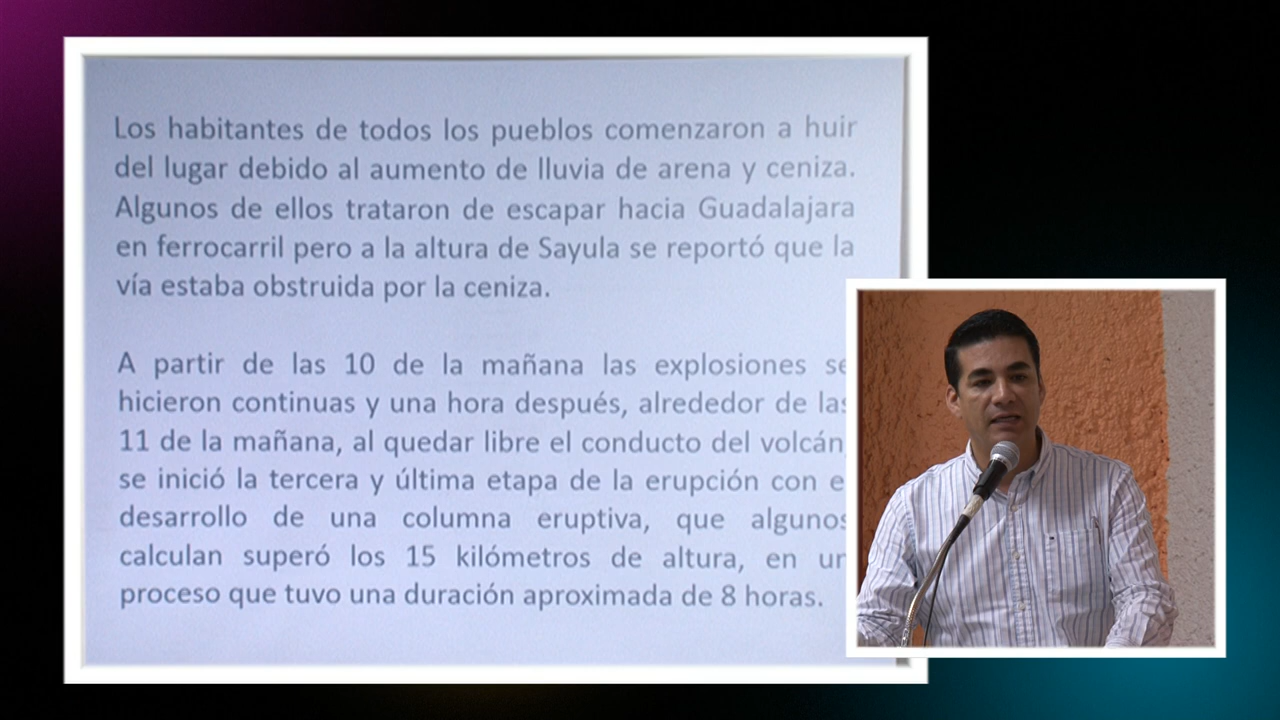 Los habitantes de todos los pueblos comenzaron a huir
del lugar debido al aumento de lluvia de arena y ceniza.
Algunos de ellos trataron de escapar hacia Guadalajara
en ferrocarril pero a la altura de Sayula se reportó que la
vía estaba obstruida por la ceniza.
A partir de las 10 de la mañana las explosiones se
hicieron continuas y una hora después, alrededor de las
11 de la mañana, al quedar libre el conducto del volcán,
se inició la tercera y última etapa de la erupción con e
desarrollo de una columna eruptiva, que algunos
calculan superó los 15 kilómetros de altura, en un
proceso que tuvo una duración aproximada de 8 horas.